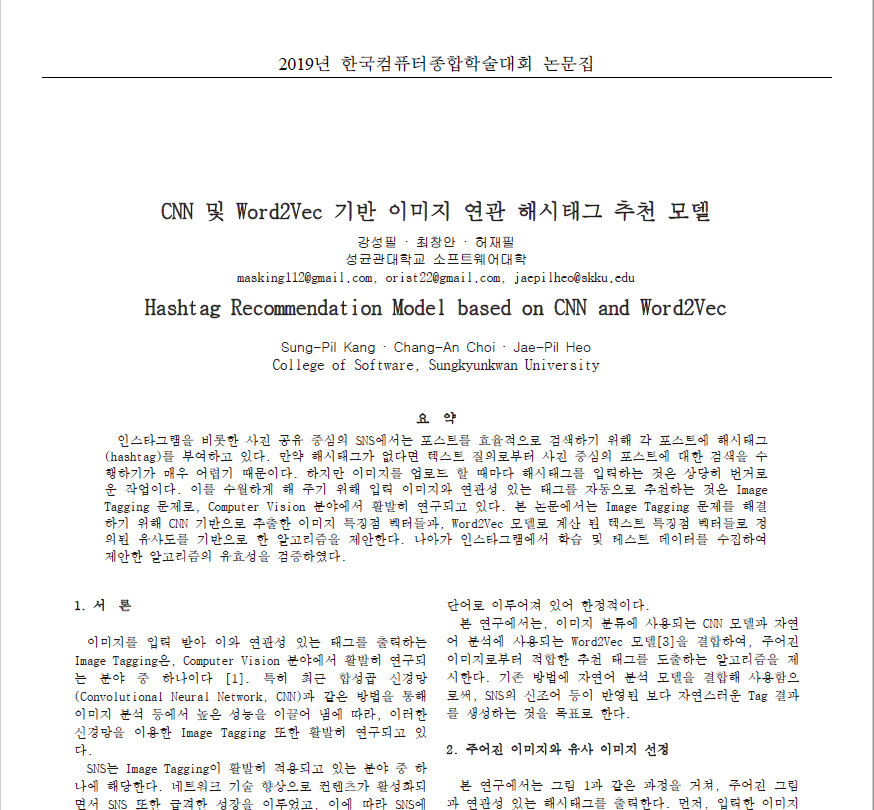 2019년 한국컴퓨터종합학술대회 논문집
CNN 및 Word2Vec 기반 이미지 연관 해시태그 추천 모델
강성필 · 최창안 · 허재필
성균관대학교 소프트웨어대학
masking112@gmail.com, orist22@gmail.com, jaepilheo@skku.edu
Hashtag Recommendation Model based on CNN and Word2Vec
Sung-Pil Kang · Chang-An Choi · Jae-Pil Heo
College of Software, Sungkyunkwan University
요 약
인스타그램을 비롯한 사진 공유 중심의 SNS에서는 포스트를 효율적으로 검색하기 위해 각 포스트에 해시태그
(hashtag)를 부여하고 있다. 만약 해시태그가 없다면 텍스트 질의로부터 사진 중심의 포스트에 대한 검색을 수
행하기가 매우 어렵기 때문이다. 하지만 이미지를 업로드 할 때마다 해시태그를 입력하는 것은 상당히 번거로
운 작업이다. 이를 수월하게 해 주기 위해 입력 이미지와 연관성 있는 태그를 자동으로 추천하는 것은 Image
Tagging 문제로, Computer Vision 분야에서 활발히 연구되고 있다. 본 논문에서는 Image Tagging 문제를 해결
하기 위해 CNN 기반으로 추출한 이미지 특징점 벡터들과, Word2Vec 모델로 계산 된 텍스트 특징점 벡터들로 정
의된 유사도를 기반으로 한 알고리즘을 제안한다. 나아가 인스타그램에서 학습 및 테스트 데이터를 수집하여
제안한 알고리즘의 유효성을 검증하였다.
1. 서 론
이미지를 입력 받아 이와 연관성 있는 태그를 출력하는
Image Tagging은, Computer Vision 분야에서 활발히 연구되
는 분야 중 하나이다 [1]. 특히 최근 합성곱 신경망
(Convolutional Neural Network, CNN)과 같은 방법을 통해
이미지 분석 등에서 높은 성능을 이끌어 냄에 따라, 이러한
신경망을 이용한 Image Tagging 또한 활발히 연구되고 있
다.
SNS는 Image Tagging이 활발히 적용되고 있는 분야 중 하
나에 해당한다. 네트워크 기술 향상으로 컨텐츠가 활성화되
면서 SNS 또한 급격한 성장을 이루었고, 이에 따라 SNS에
단어로 이루어져 있어 한정적이다.
본 연구에서는, 이미지 분류에 사용되는 CNN 모델과 자연
어 분석에 사용되는 Word2Vec 모델[3]을 결합하여, 주어진
이미지로부터 적합한 추천 태그를 도출하는 알고리즘을 제
시한다. 기존 방법에 자연어 분석 모델을 결합해 사용함으
로써, SNS의 신조어 등이 반영된 보다 자연스러운 Tag 결과
를 생성하는 것을 목표로 한다.
2. 주어진 이미지와 유사 이미지 선정
본 연구에서는 그림 1과 같은 과정을 거쳐, 주어진 그림
과 연관성 있는 해시태그를 출력한다. 먼저, 입력한 이미지